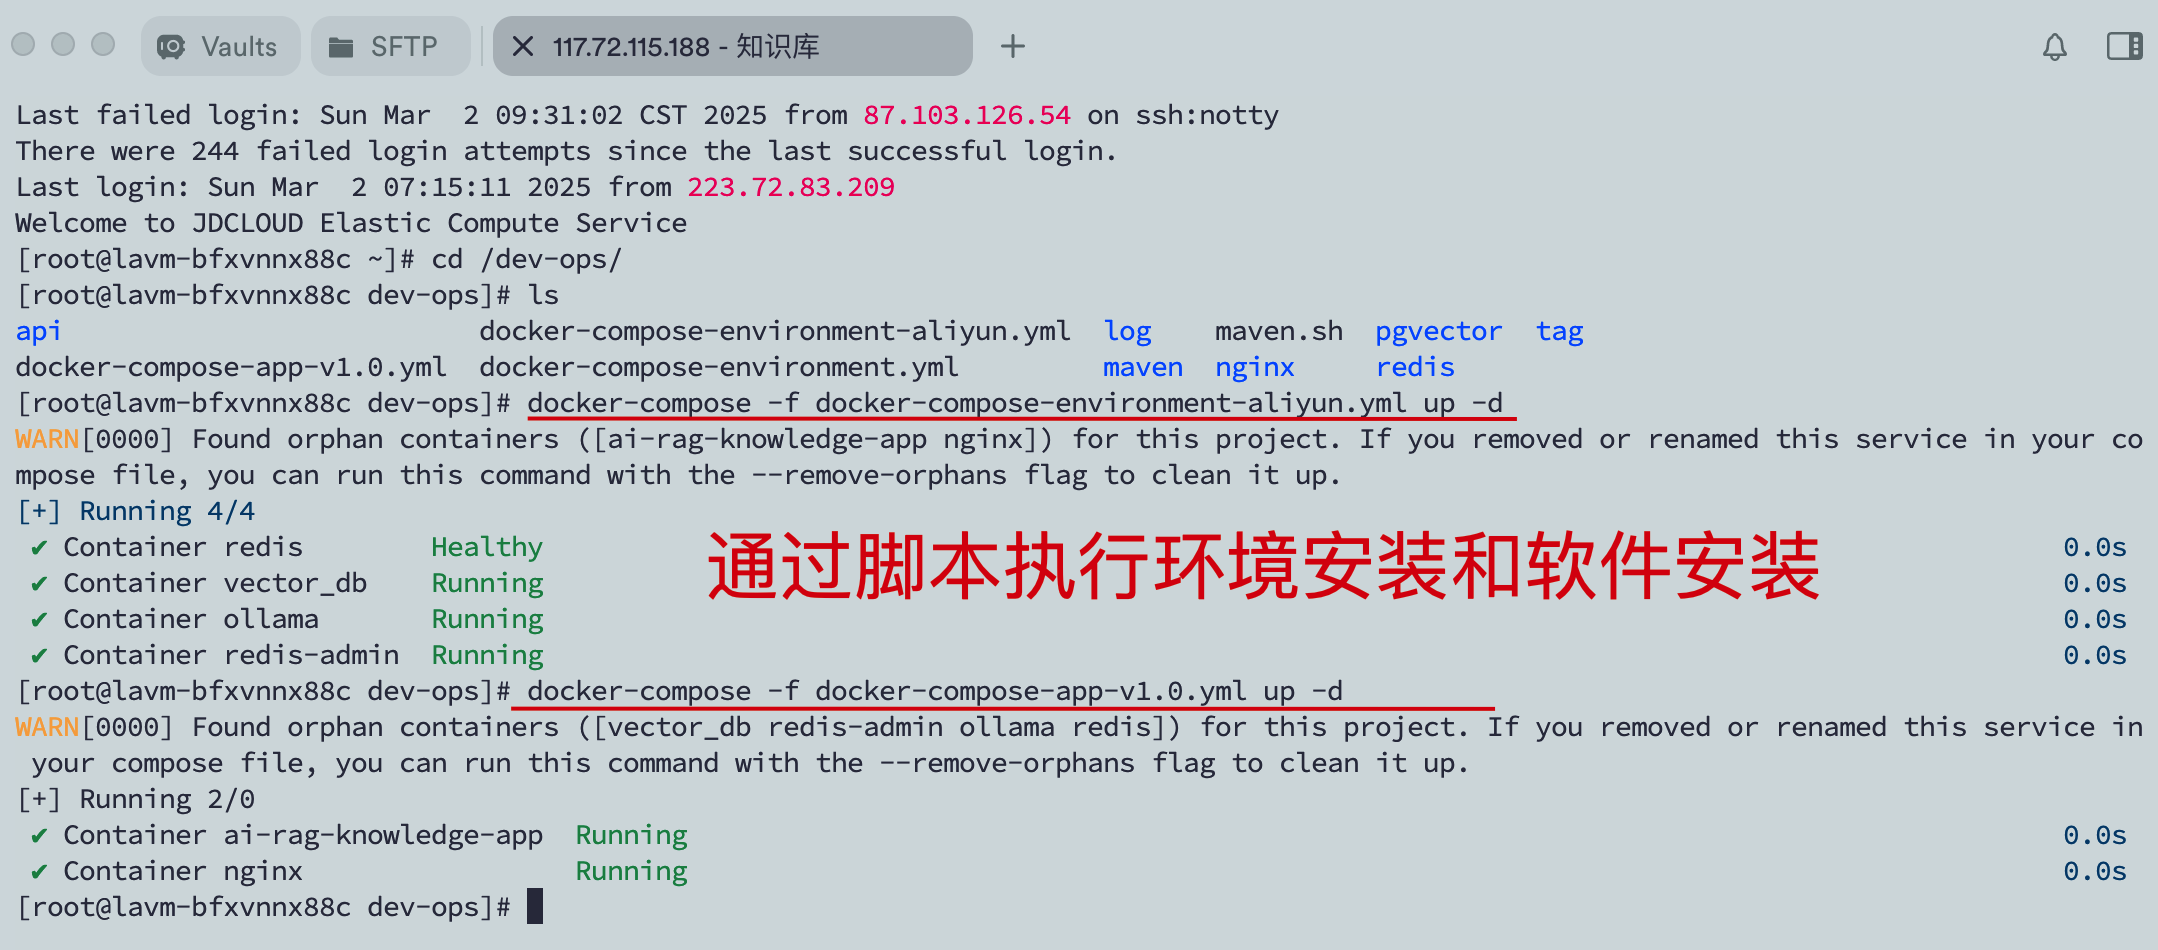 Vaults SFTP 117.72.115.188 - 知识库
Last failed login: Sun Mar  2 09:31:02 CST 2025 from 87.103.126.54 on ssh:notty
There were 244 failed login attempts since the last successful login.
Last login: Sun Mar  2 07:15:11 2025 from 223.72.83.209
Welcome to JDCLOUD Elastic Compute Service
[root@lavm-bfxvnnx88c ~]# cd /dev-ops/
[root@lavm-bfxvnnx88c dev-ops]# ls
api                          docker-compose-environment-aliyun.yml  log    maven.sh  pgvector  tag
docker-compose-app-v1.0.yml  docker-compose-environment.yml         maven  nginx     redis
[root@lavm-bfxvnnx88c dev-ops]# docker-compose -f docker-compose-environment-aliyun.yml up -d
WARN[0000] Found orphan containers ([ai-rag-knowledge-app nginx]) for this project. If you removed or renamed this service in your co
mpose file, you can run this command with the --remove-orphans flag to clean it up.
[+] Running 4/4
✔ Container redis        Healthy 0.0s
通过脚本执行环境安装和软件安装
✔ Container vector_db    Running 0.0s
✔ Container ollama       Running 0.0s
✔ Container redis-admin  Running 0.0s
[root@lavm-bfxvnnx88c dev-ops]# docker-compose -f docker-compose-app-v1.0.yml up -d
WARN[0000] Found orphan containers ([vector_db redis-admin ollama redis]) for this project. If you removed or renamed this service in
your compose file, you can run this command with the --remove-orphans flag to clean it up.
[+] Running 2/0
✔ Container ai-rag-knowledge-app  Running 0.0s
✔ Container nginx                 Running 0.0s
[root@lavm-bfxvnnx88c dev-ops]#